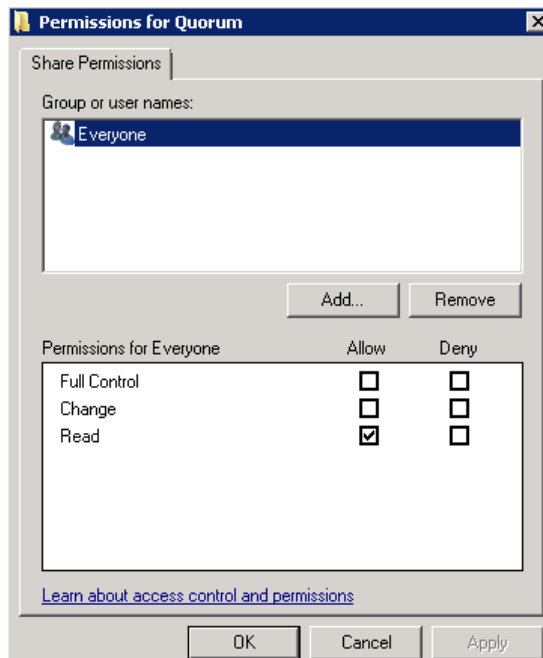 Permissions for Quorum
Share Permissions
Group or user names:
Everyone
Add... Remove
Permissions for Everyone Allow Deny
Full Control
Change
Read
Learn about access control and permissions
OK Cancel Apply